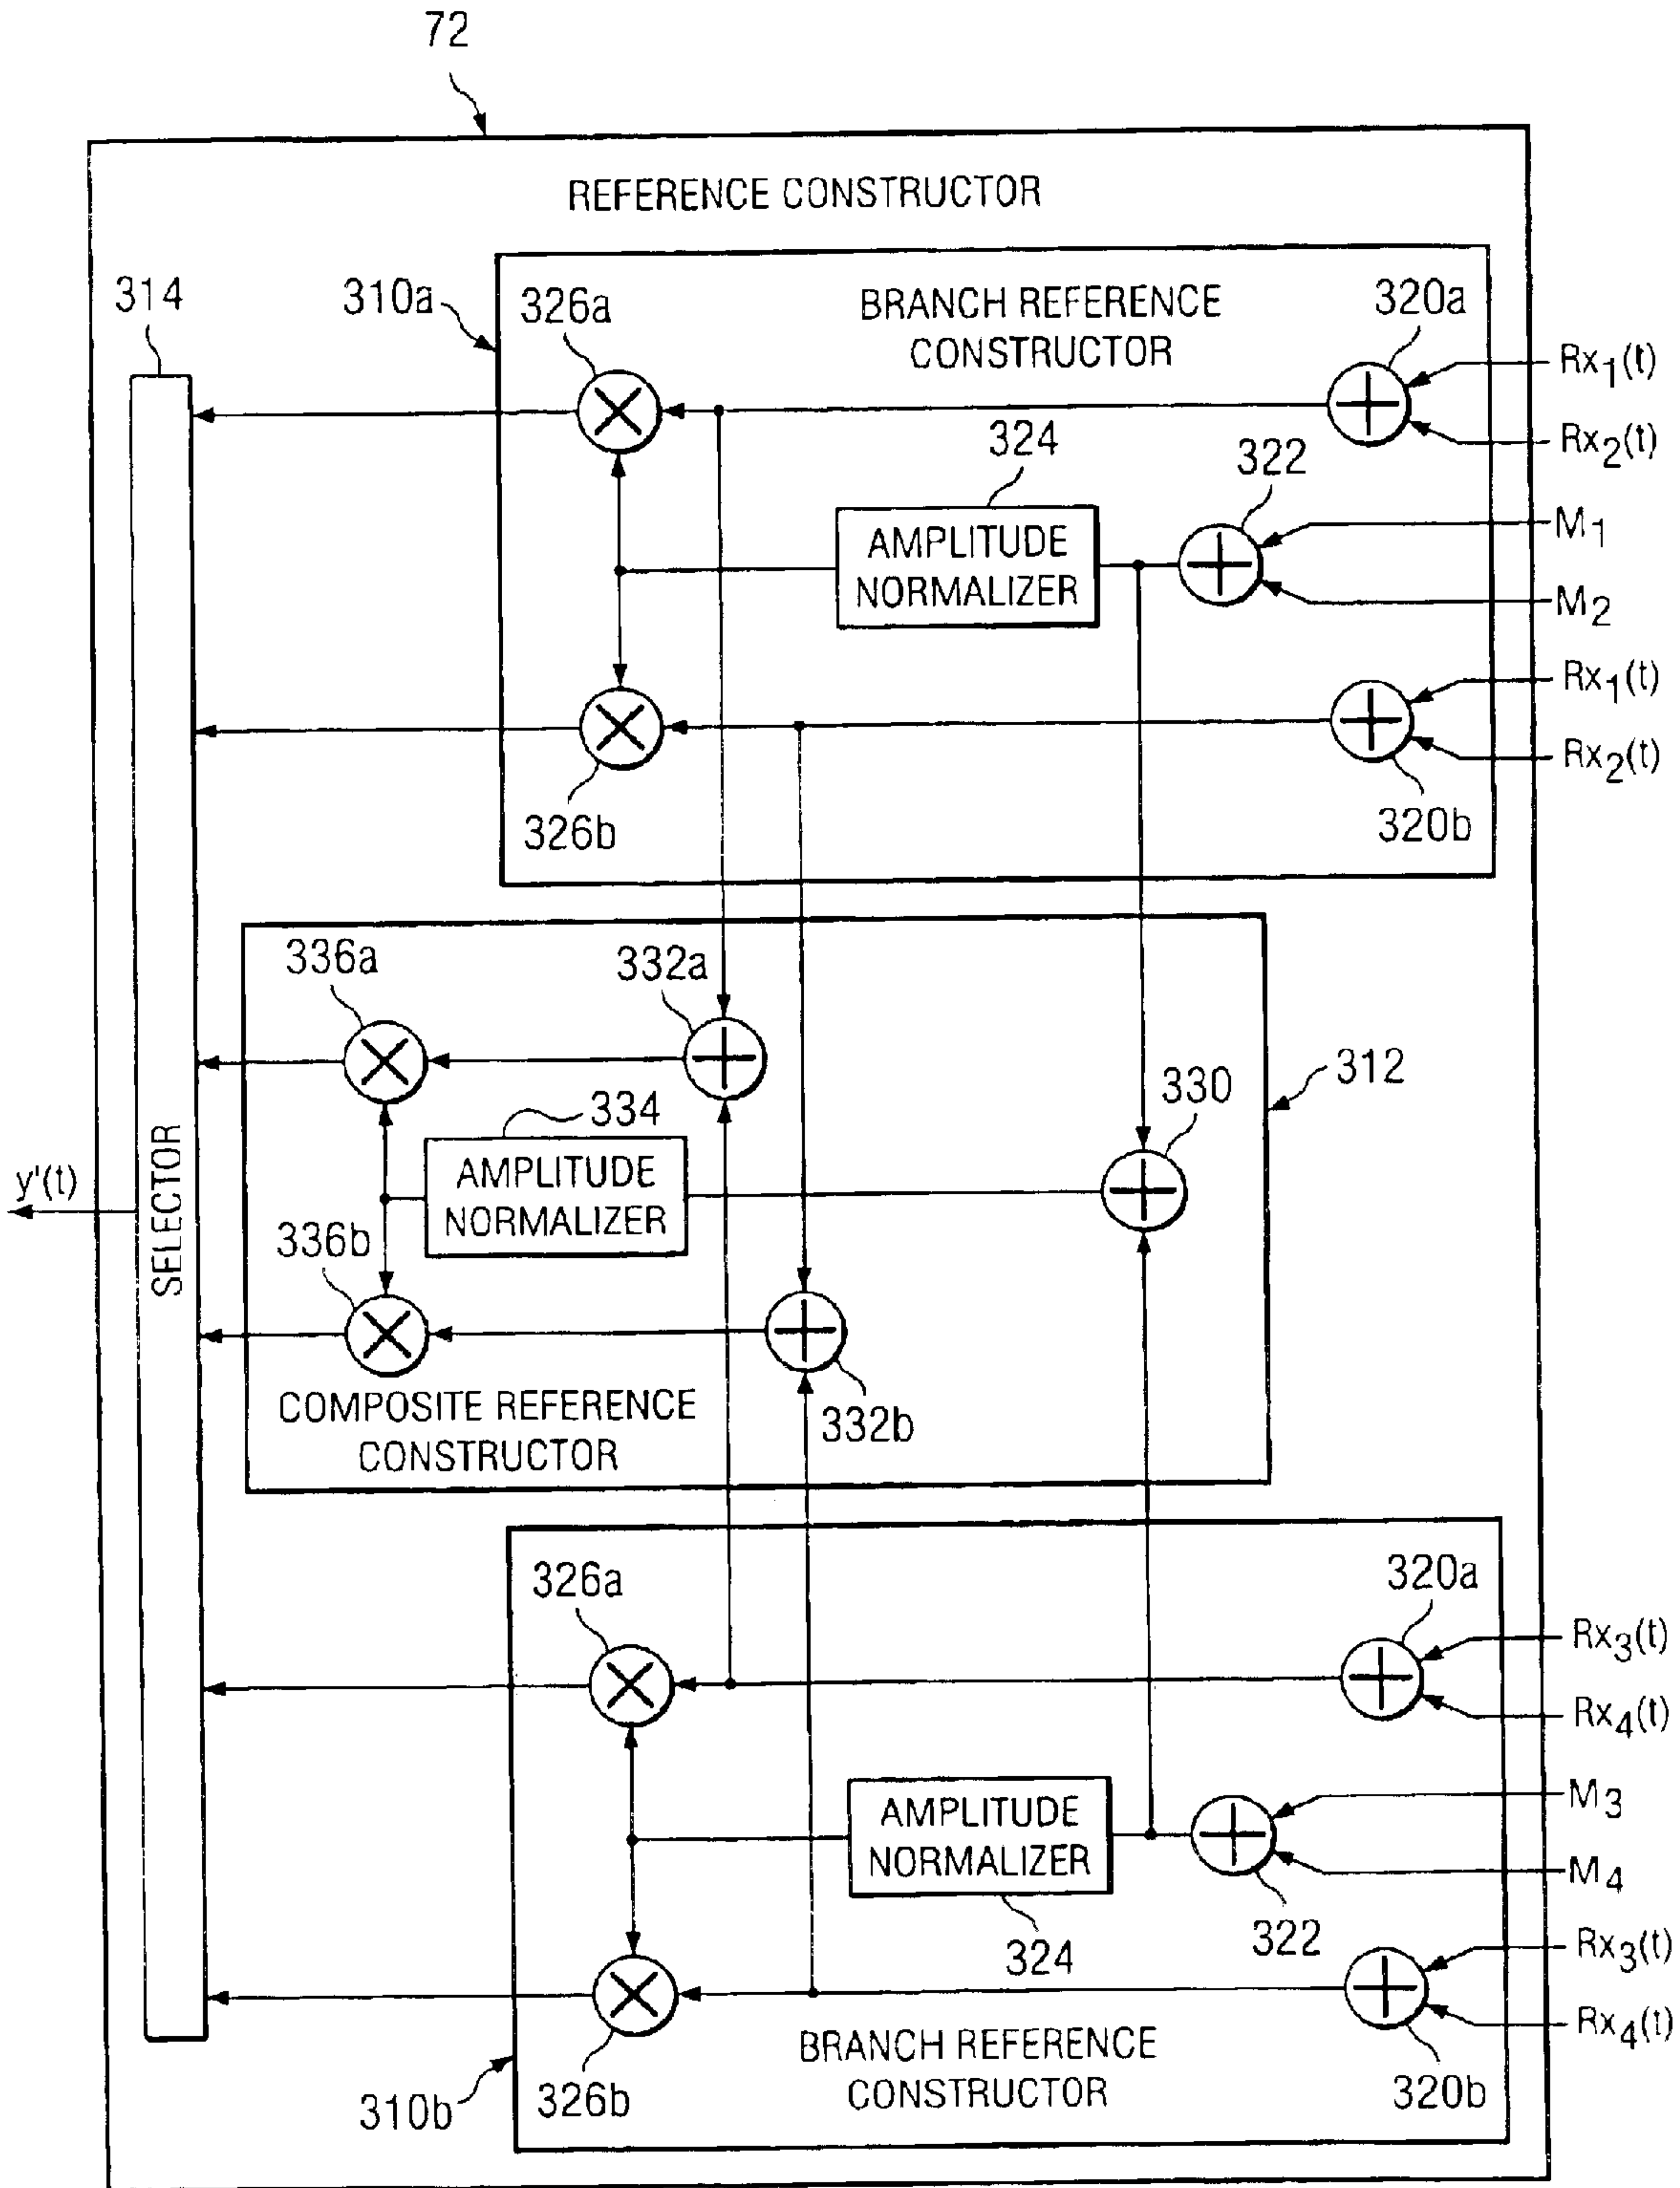 72
REFERENCE CONSTRUCTOR
314
310a
326a
BRANCH REFERENCE
CONSTRUCTOR
320a
Rx1(t)
Rx2(t)
324
322
AMPLITUDE
NORMALIZER
M1
M2
Rx1(t)
Rx2(t)
326b
320b
336a
332a
330
312
334
AMPLITUDE
NORMALIZER
y'(t)
SELECTOR
336b
COMPOSITE REFERENCE
CONSTRUCTOR
332b
326a
320a
Rx3(t)
Rx4(t)
AMPLITUDE
NORMALIZER
M3
M4
324
322
Rx3(t)
Rx4(t)
310b
326b
BRANCH REFERENCE
CONSTRUCTOR
320b